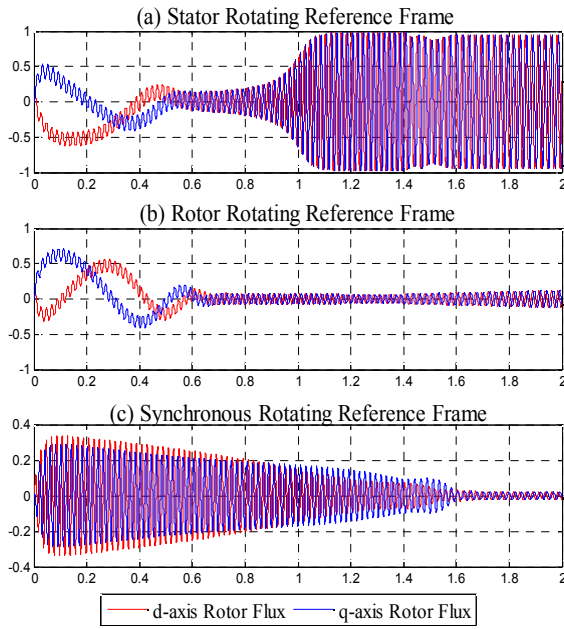 (a) Stator Rotating Reference Frame
1
0.5
0
-0.5
-1
0 0.2 0.4 0.6 0.8 1 1.2 1.4 1.6 1.8 2
(b) Rotor Rotating Reference Frame
1
0.5
0
-0.5
-1
0 0.2 0.4 0.6 0.8 1 1.2 1.4 1.6 1.8 2
(c) Synchronous Rotating Reference Frame
0.4
0.2
0
-0.2
-0.4
0 0.2 0.4 0.6 0.8 1 1.2 1.4 1.6 1.8 2
d-axis Rotor Flux q-axis Rotor Flux